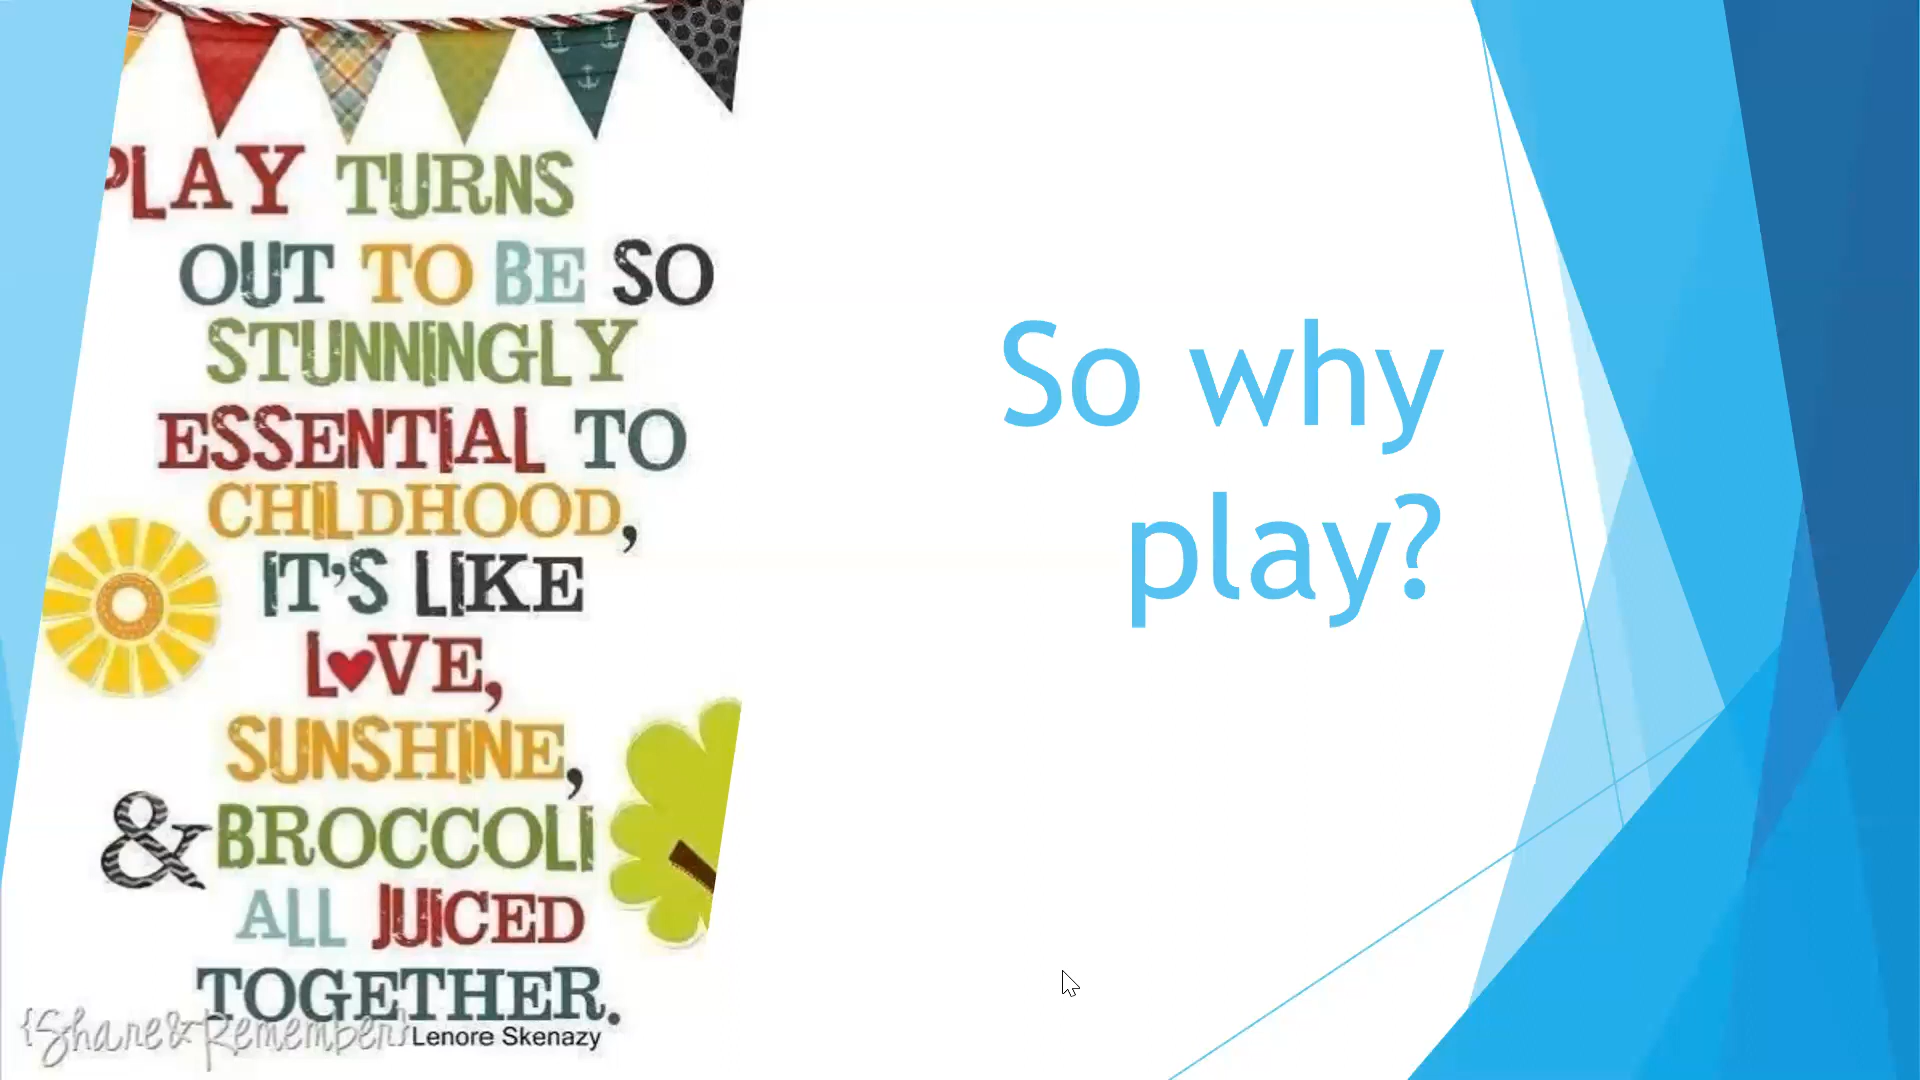 PLAY TURNS
OUT TO BE SO
STUNNINGLY
ESSENTIAL TO
CHILDHOOD,
IT'S LIKE
L♥VE,
SUNSHINE,
& BROCCOLI
ALL JUICED
TOGETHER.
{Share&Remember}
Lenore Skenazy
So why
play?